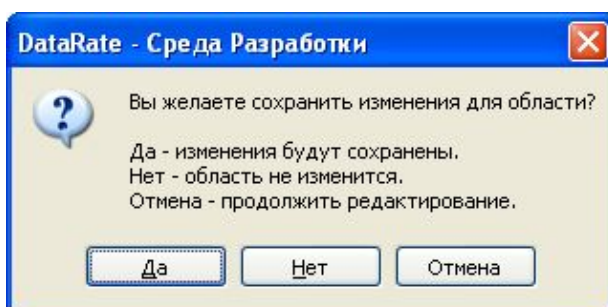 DataRate - Среда Разработки
Вы желаете сохранить изменения для области?
Да - изменения будут сохранены.
Нет - область не изменится.
Отмена - продолжить редактирование.
Да Нет Отмена